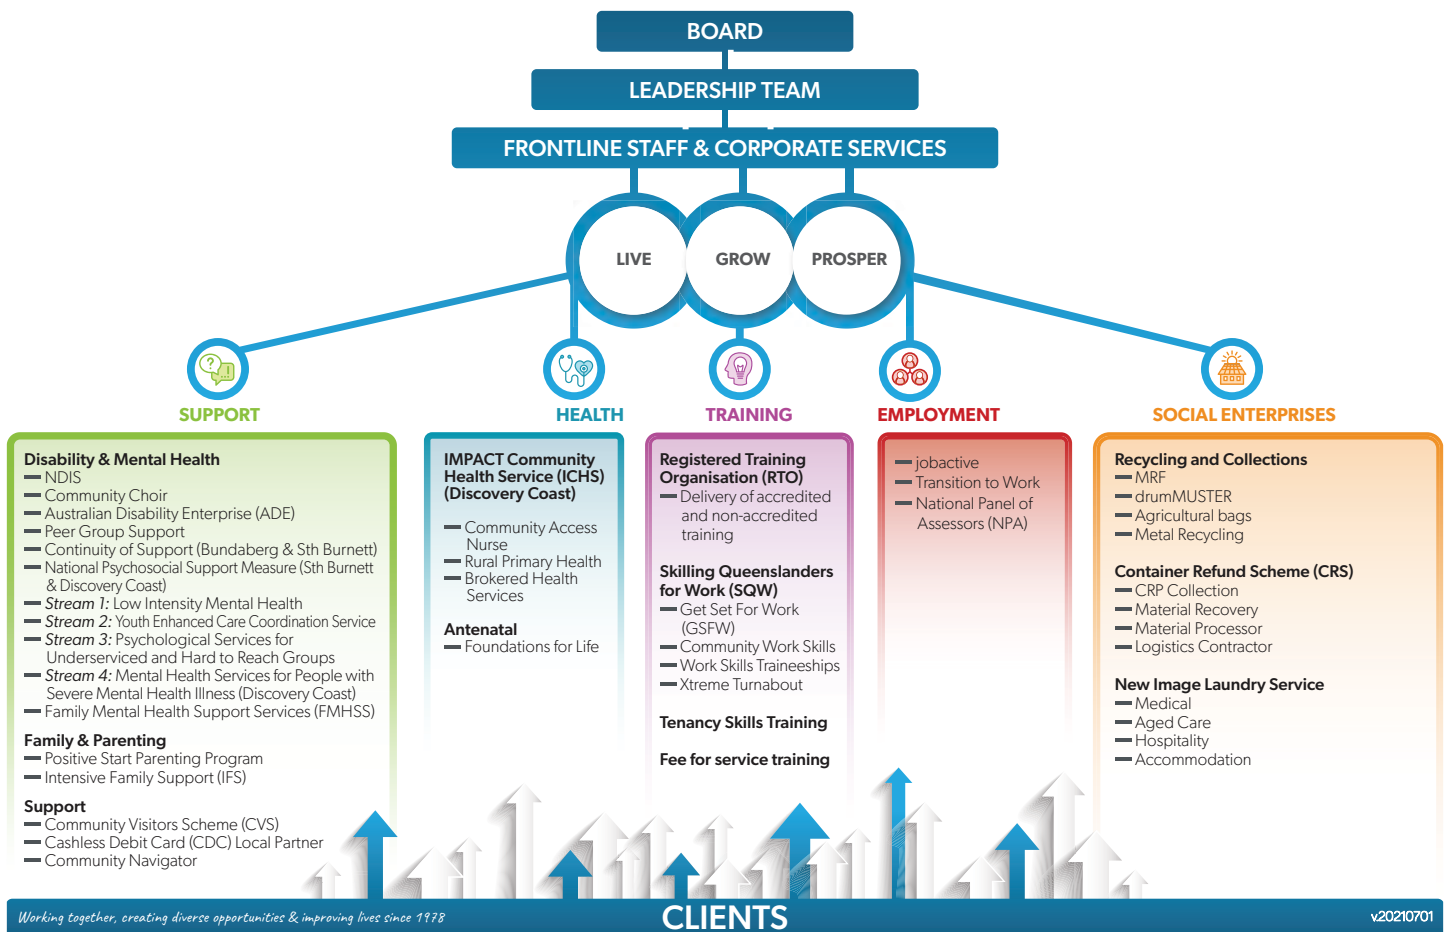 BOARD
LEADERSHIP TEAM
FRONTLINE STAFF & CORPORATE SERVICES
LIVE
GROW
PROSPER
SUPPORT
Disability & Mental Health
NDIS
Community Choir
Australian Disability Enterprise (ADE)
Peer Group Support
Continuity of Support (Bundaberg & Sth Burnett)
National Psychosocial Support Measure (Sth Burnett
& Discovery Coast)
Stream 1: Low Intensity Mental Health
Stream 2: Youth Enhanced Care Coordination Service
Stream 3: Psychological Services for
Underserviced and Hard to Reach Groups
Stream 4: Mental Health Services for People with
Severe Mental Health Illness (Discovery Coast)
Family Mental Health Support Services (FMHSS)
Family & Parenting
Positive Start Parenting Program
Intensive Family Support (IFS)
Support
Community Visitors Scheme (CVS)
Cashless Debit Card (CDC) Local Partner
Community Navigator
HEALTH
IMPACT Community
Health Service (ICHS)
(Discovery Coast)
Community Access
Nurse
Rural Primary Health
Brokered Health
Services
Antenatal
Foundations for Life
TRAINING
Registered Training
Organisation (RTO)
Delivery of accredited
and non-accredited
training
Skilling Queenslanders
for Work (SQW)
Get Set For Work
(GSFW)
Community Work Skills
Work Skills Traineeships
Xtreme Turnabout
Tenancy Skills Training
Fee for service training
EMPLOYMENT
jobactive
Transition to Work
National Panel of
Assessors (NPA)
SOCIAL ENTERPRISES
Recycling and Collections
MRF
drumMUSTER
Agricultural bags
Metal Recycling
Container Refund Scheme (CRS)
CRP Collection
Material Recovery
Material Processor
Logistics Contractor
New Image Laundry Service
Medical
Aged Care
Hospitality
Accommodation
Working together, creating diverse opportunities & improving lives since 1978
CLIENTS
v.20210701